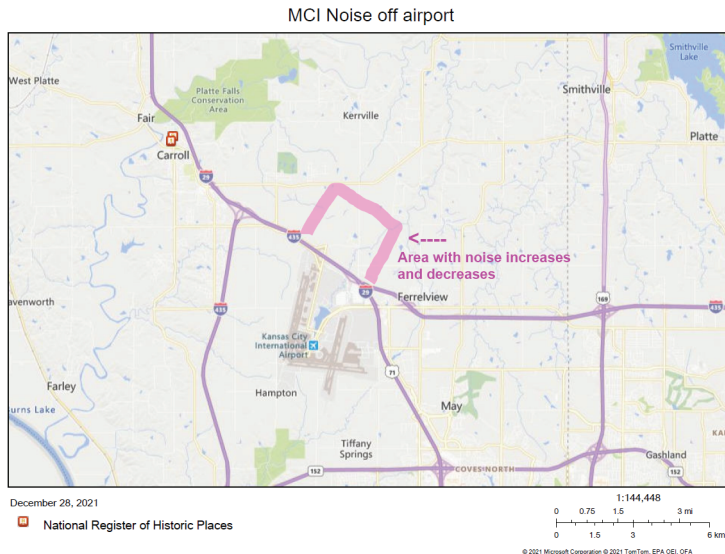 MCI Noise off airport
Smithville
Lake
West Platte
Platte Falls
Conservation
Area
Smithville
Fair
Kerrville
Platte
Carroll
29
435
<----
Area with noise increases
and decreases
29
Ferrelview
169
435
avenworth
435
Kansas City
International
Airport
71
Farley
Hampton
May
urns Lake
KA
Tiffany
Springs
Gashland
152
COVES NORTH
152
December 28, 2021
National Register of Historic Places
1:144,448
0 0.75 1.5 3 mi
0 1.5 3 6 km
© 2021 Microsoft Corporation © 2021 TomTom, EPA OEI, OFA